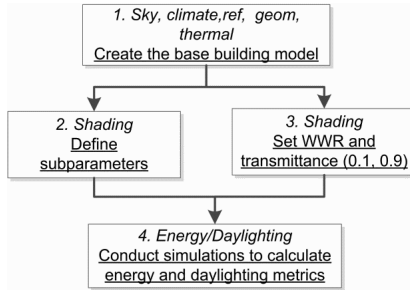 1. Sky, climate,ref, geom,
thermal
Create the base building model
2. Shading
Define
subparameters
3. Shading
Set WWR and
transmittance (0.1, 0.9)
4. Energy/Daylighting
Conduct simulations to calculate
energy and daylighting metrics